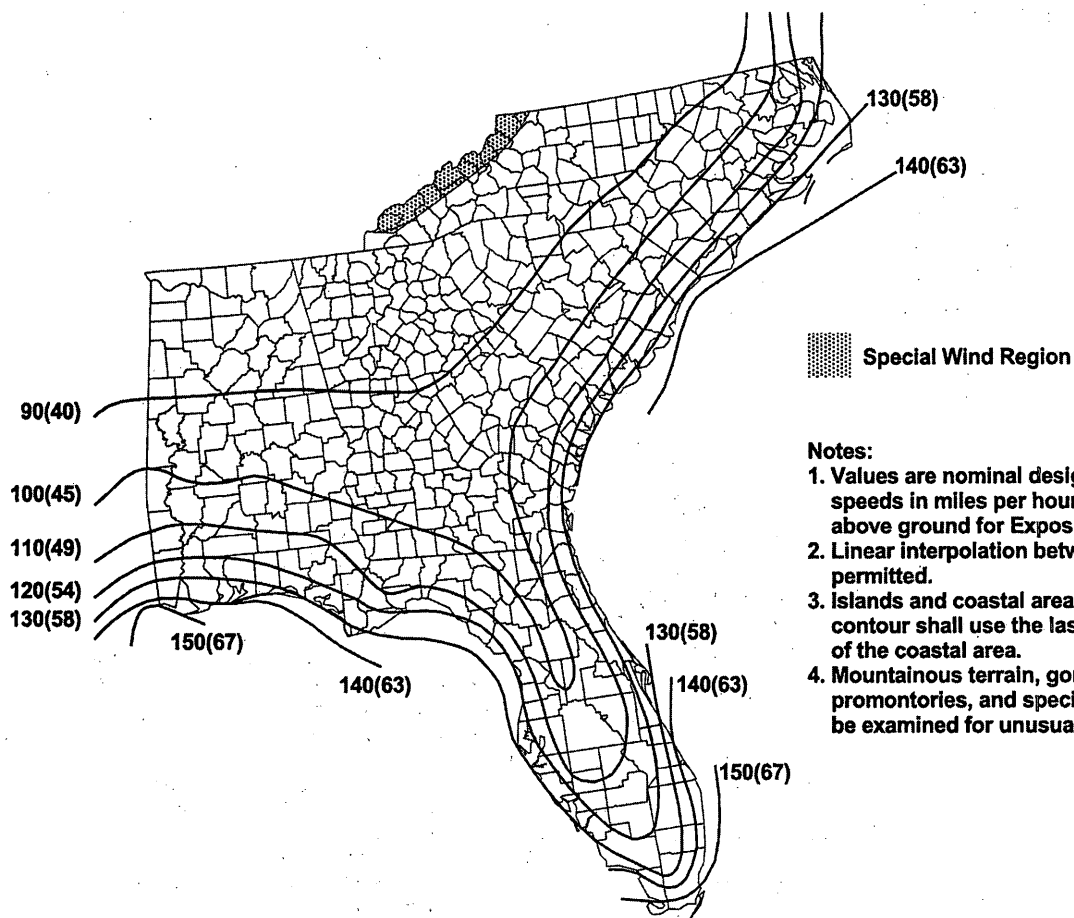 130(58)
140(63)
Special Wind Region
90(40)
100(45)
110(49)
120(54)
130(58)
150(67)
140(63)
130(58)
140(63)
150(67)
Notes:
1. Values are nominal desig
speeds in miles per hour
above ground for Expos
2. Linear interpolation betw
permitted.
3. Islands and coastal area
contour shall use the las
of the coastal area.
4. Mountainous terrain, gor
promontories, and speci
be examined for unusua